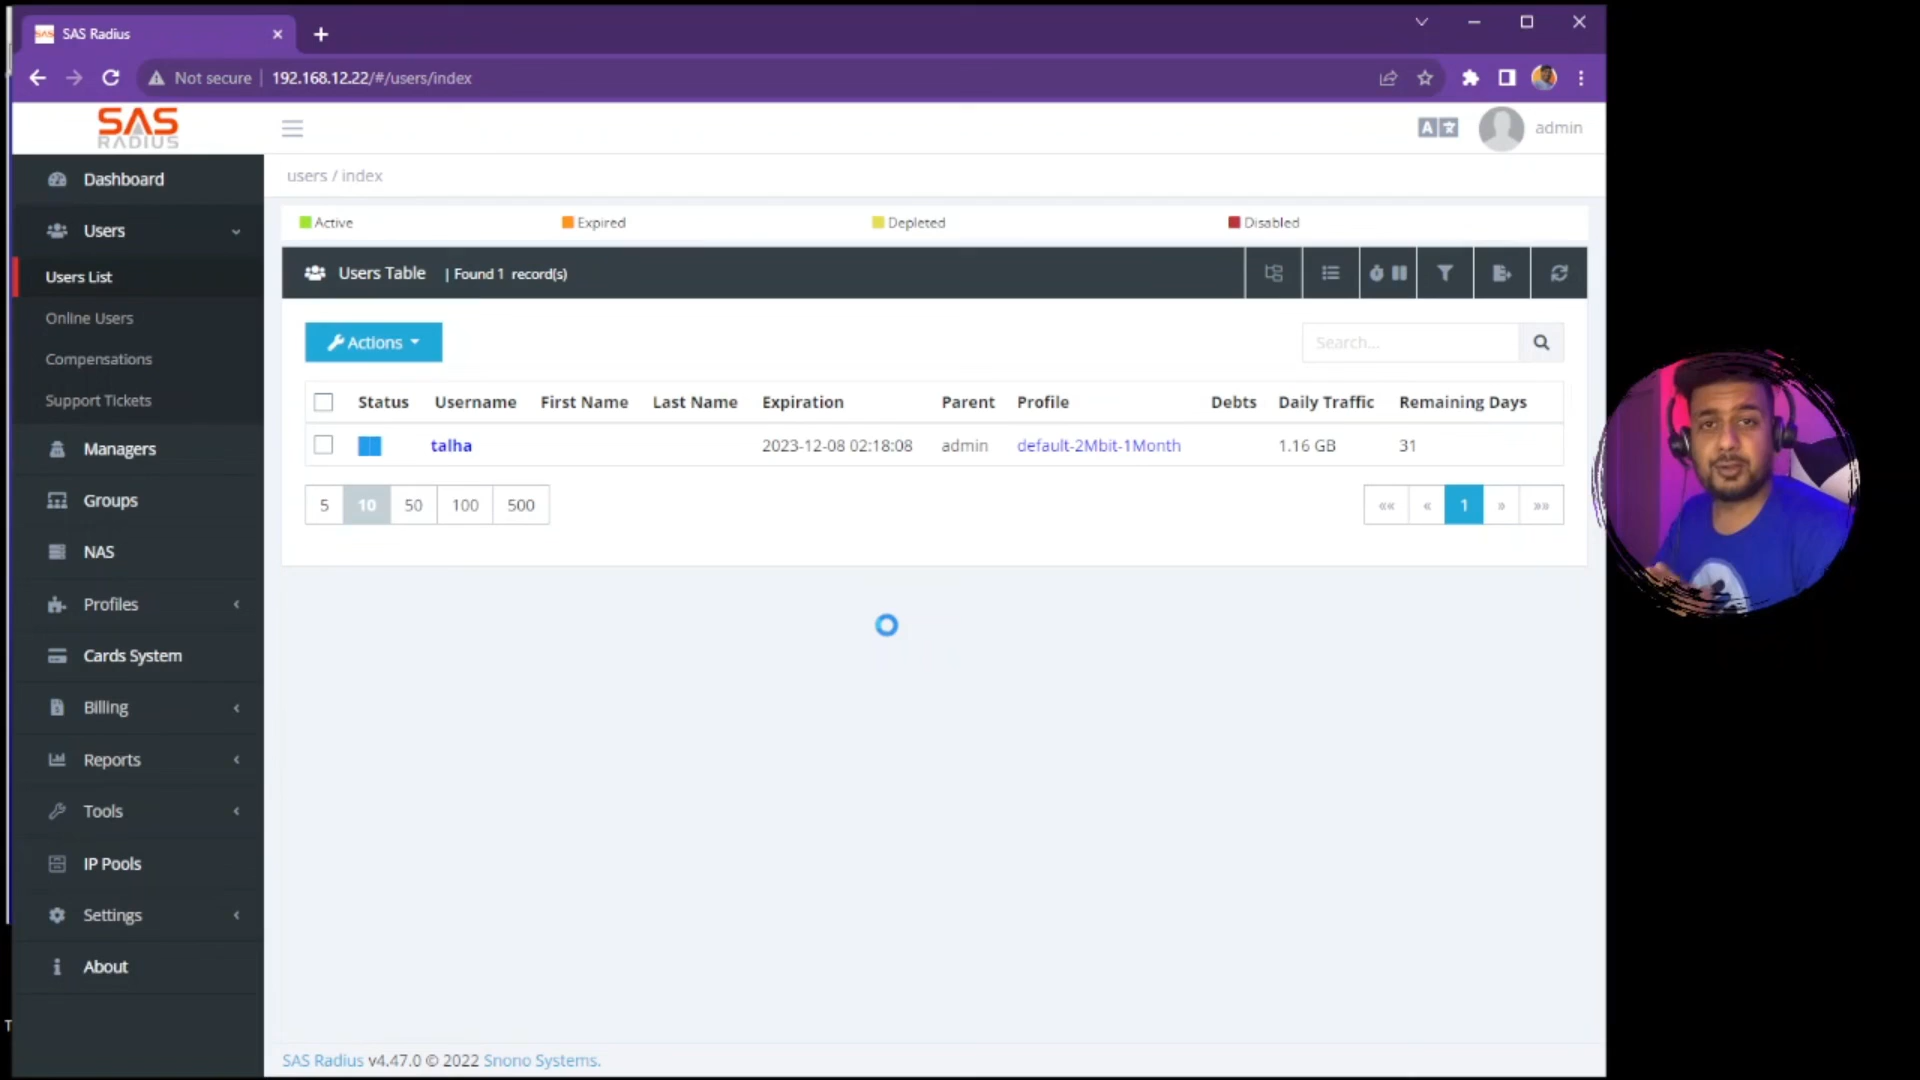 SAS SAS Radius
Not secure 192.168.12.22/#/users/index
SAS
RADIUS
A
admin
users / index
Active
Expired
Depleted
Disabled
Users Table | Found 1 record(s)
Actions
Search...
Status Username First Name Last Name Expiration Parent Profile Debts Daily Traffic Remaining Days
talha 2023-12-08 02:18:08 admin default-2Mbit-1Month 1.16 GB 31
5 10 50 100 500
«« « 1 » »»
Dashboard
Users
Users List
Online Users
Compensations
Support Tickets
Managers
Groups
NAS
Profiles
Cards System
Billing
Reports
Tools
IP Pools
Settings
About
T
SAS Radius v4.47.0 © 2022 Snono Systems.